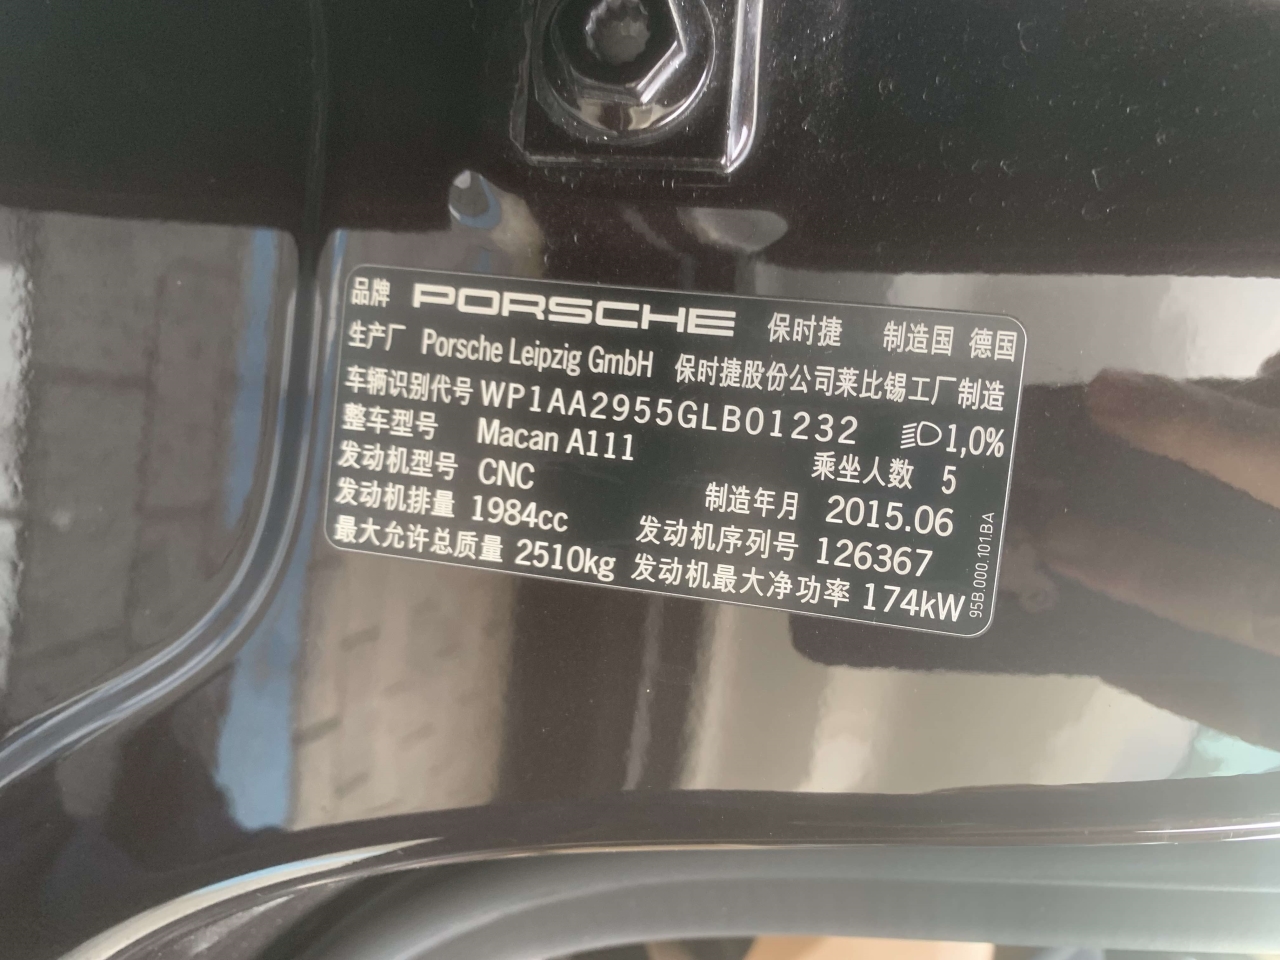 品牌 PORSCHE 保时捷 制造国 德国
生产厂 Porsche Leipzig GmbH 保时捷股份公司莱比锡工厂制造
车辆识别代号 WP1AA2955GLB01232 1,0%
整车型号 Macan A111 乘坐人数 5
发动机型号 CNC 制造年月 2015.06
发动机排量 1984cc 发动机序列号 126367
最大允许总质量 2510kg 发动机最大净功率 174kW
95B.000.101.BA